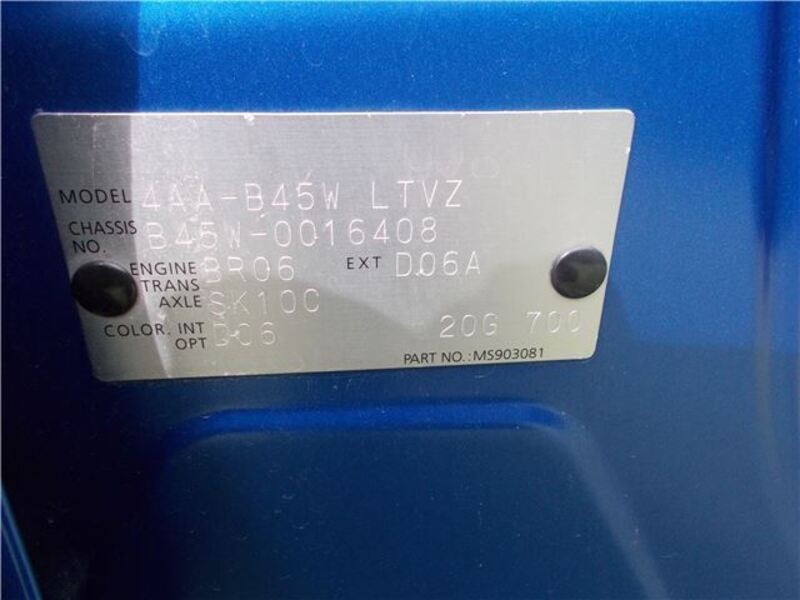 MODEL 4AA-B45W LTVZ
CHASSIS NO. B45W-0016408
ENGINE BR06 EXT D06A
TRANS AXLE SK10C
COLOR. INT OPT D06 20G 700
PART NO.: MS903081